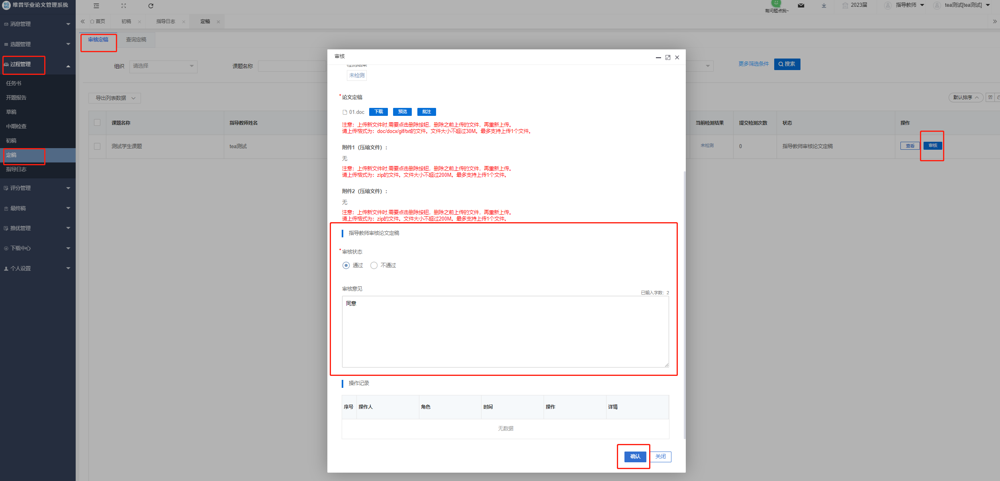 维普毕业论文管理系统
有问题点我~
2023届
指导教师
tea测试[tea测试]
消息管理
选题管理
过程管理
任务书
开题报告
草稿
中期检查
初稿
定稿
指导日志
评分管理
最终稿
推优管理
下载中心
个人设置
首页
初稿
指导日志
定稿
审核定稿
查询定稿
组织
请选择
课题名称
更多筛选条件
搜索
导出列表数据
默认排序
课题名称
指导教师姓名
当前检测结果
提交检测次数
状态
操作
测试学生课题
tea测试
未检测
0
指导教师审核论文定稿
查看
审核
审核
检测结果
未检测
*论文定稿
01.doc
下载
预览
批注
注意：上传新文件时,需要点击删除按钮，删除之前上传的文件，再重新上传。
请上传格式为：doc/docx/gif/txt的文件。文件大小不超过30M。最多支持上传1个文件。
附件1（压缩文件）：
无
注意：上传新文件时,需要点击删除按钮，删除之前上传的文件，再重新上传。
请上传格式为：zip的文件。文件大小不超过200M。最多支持上传1个文件。
附件2（压缩文件）：
无
注意：上传新文件时,需要点击删除按钮，删除之前上传的文件，再重新上传。
请上传格式为：zip的文件。文件大小不超过200M。最多支持上传1个文件。
指导教师审核论文定稿
*审核状态
通过
不通过
审核意见
已输入字数：2
同意
操作记录
序号
操作人
角色
时间
操作
详情
无数据
确认
关闭